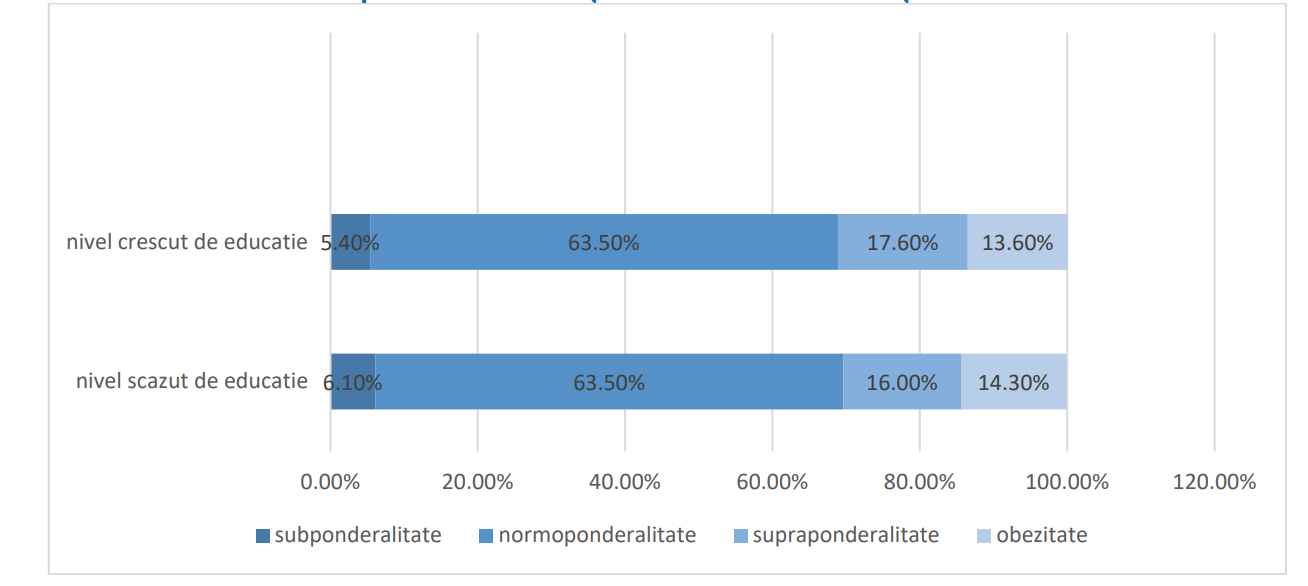 nivel crescut de educatie 5.40% 63.50% 17.60% 13.60%
nivel scazut de educatie 6.10% 63.50% 16.00% 14.30%
0.00% 20.00% 40.00% 60.00% 80.00% 100.00% 120.00%
subponderalitate normoponderalitate supraponderalitate obezitate